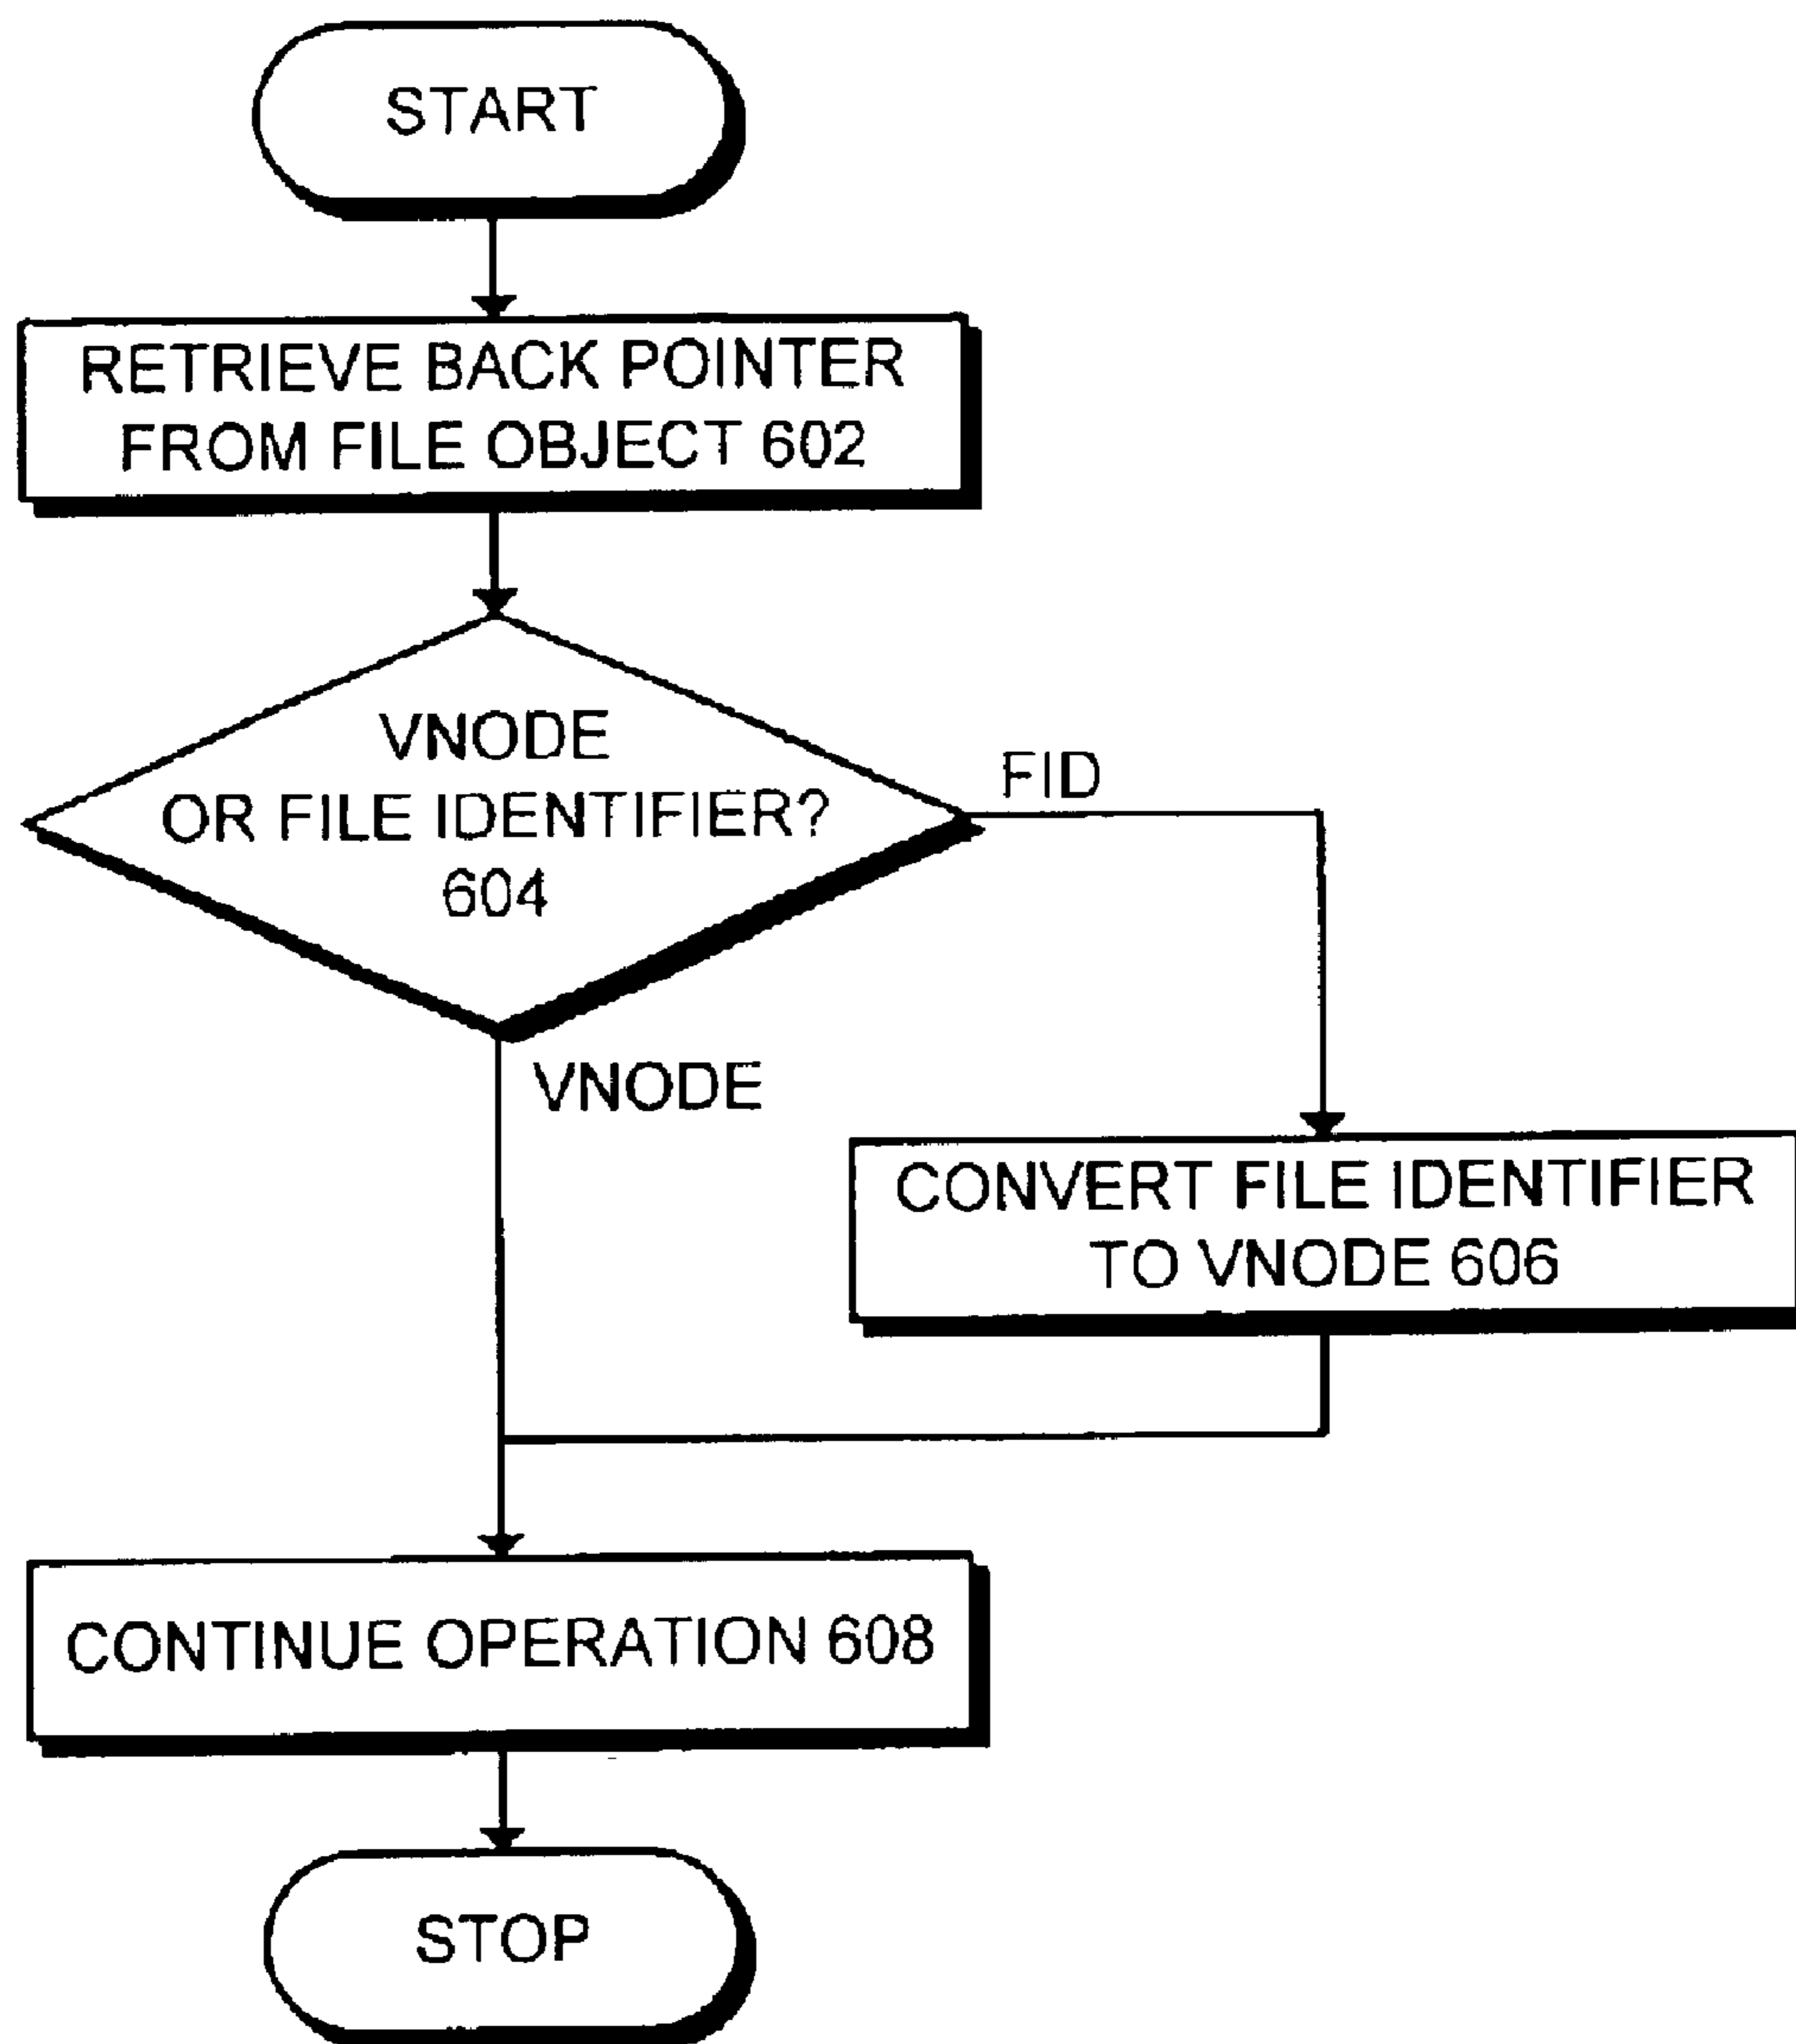 START
RETRIEVE BACK POINTER
FROM FILE OBJECT 602
VNODE
OR FILE IDENTIFIER?
604
FID
VNODE
CONVERT FILE IDENTIFIER
TO VNODE 606
CONTINUE OPERATION 608
STOP